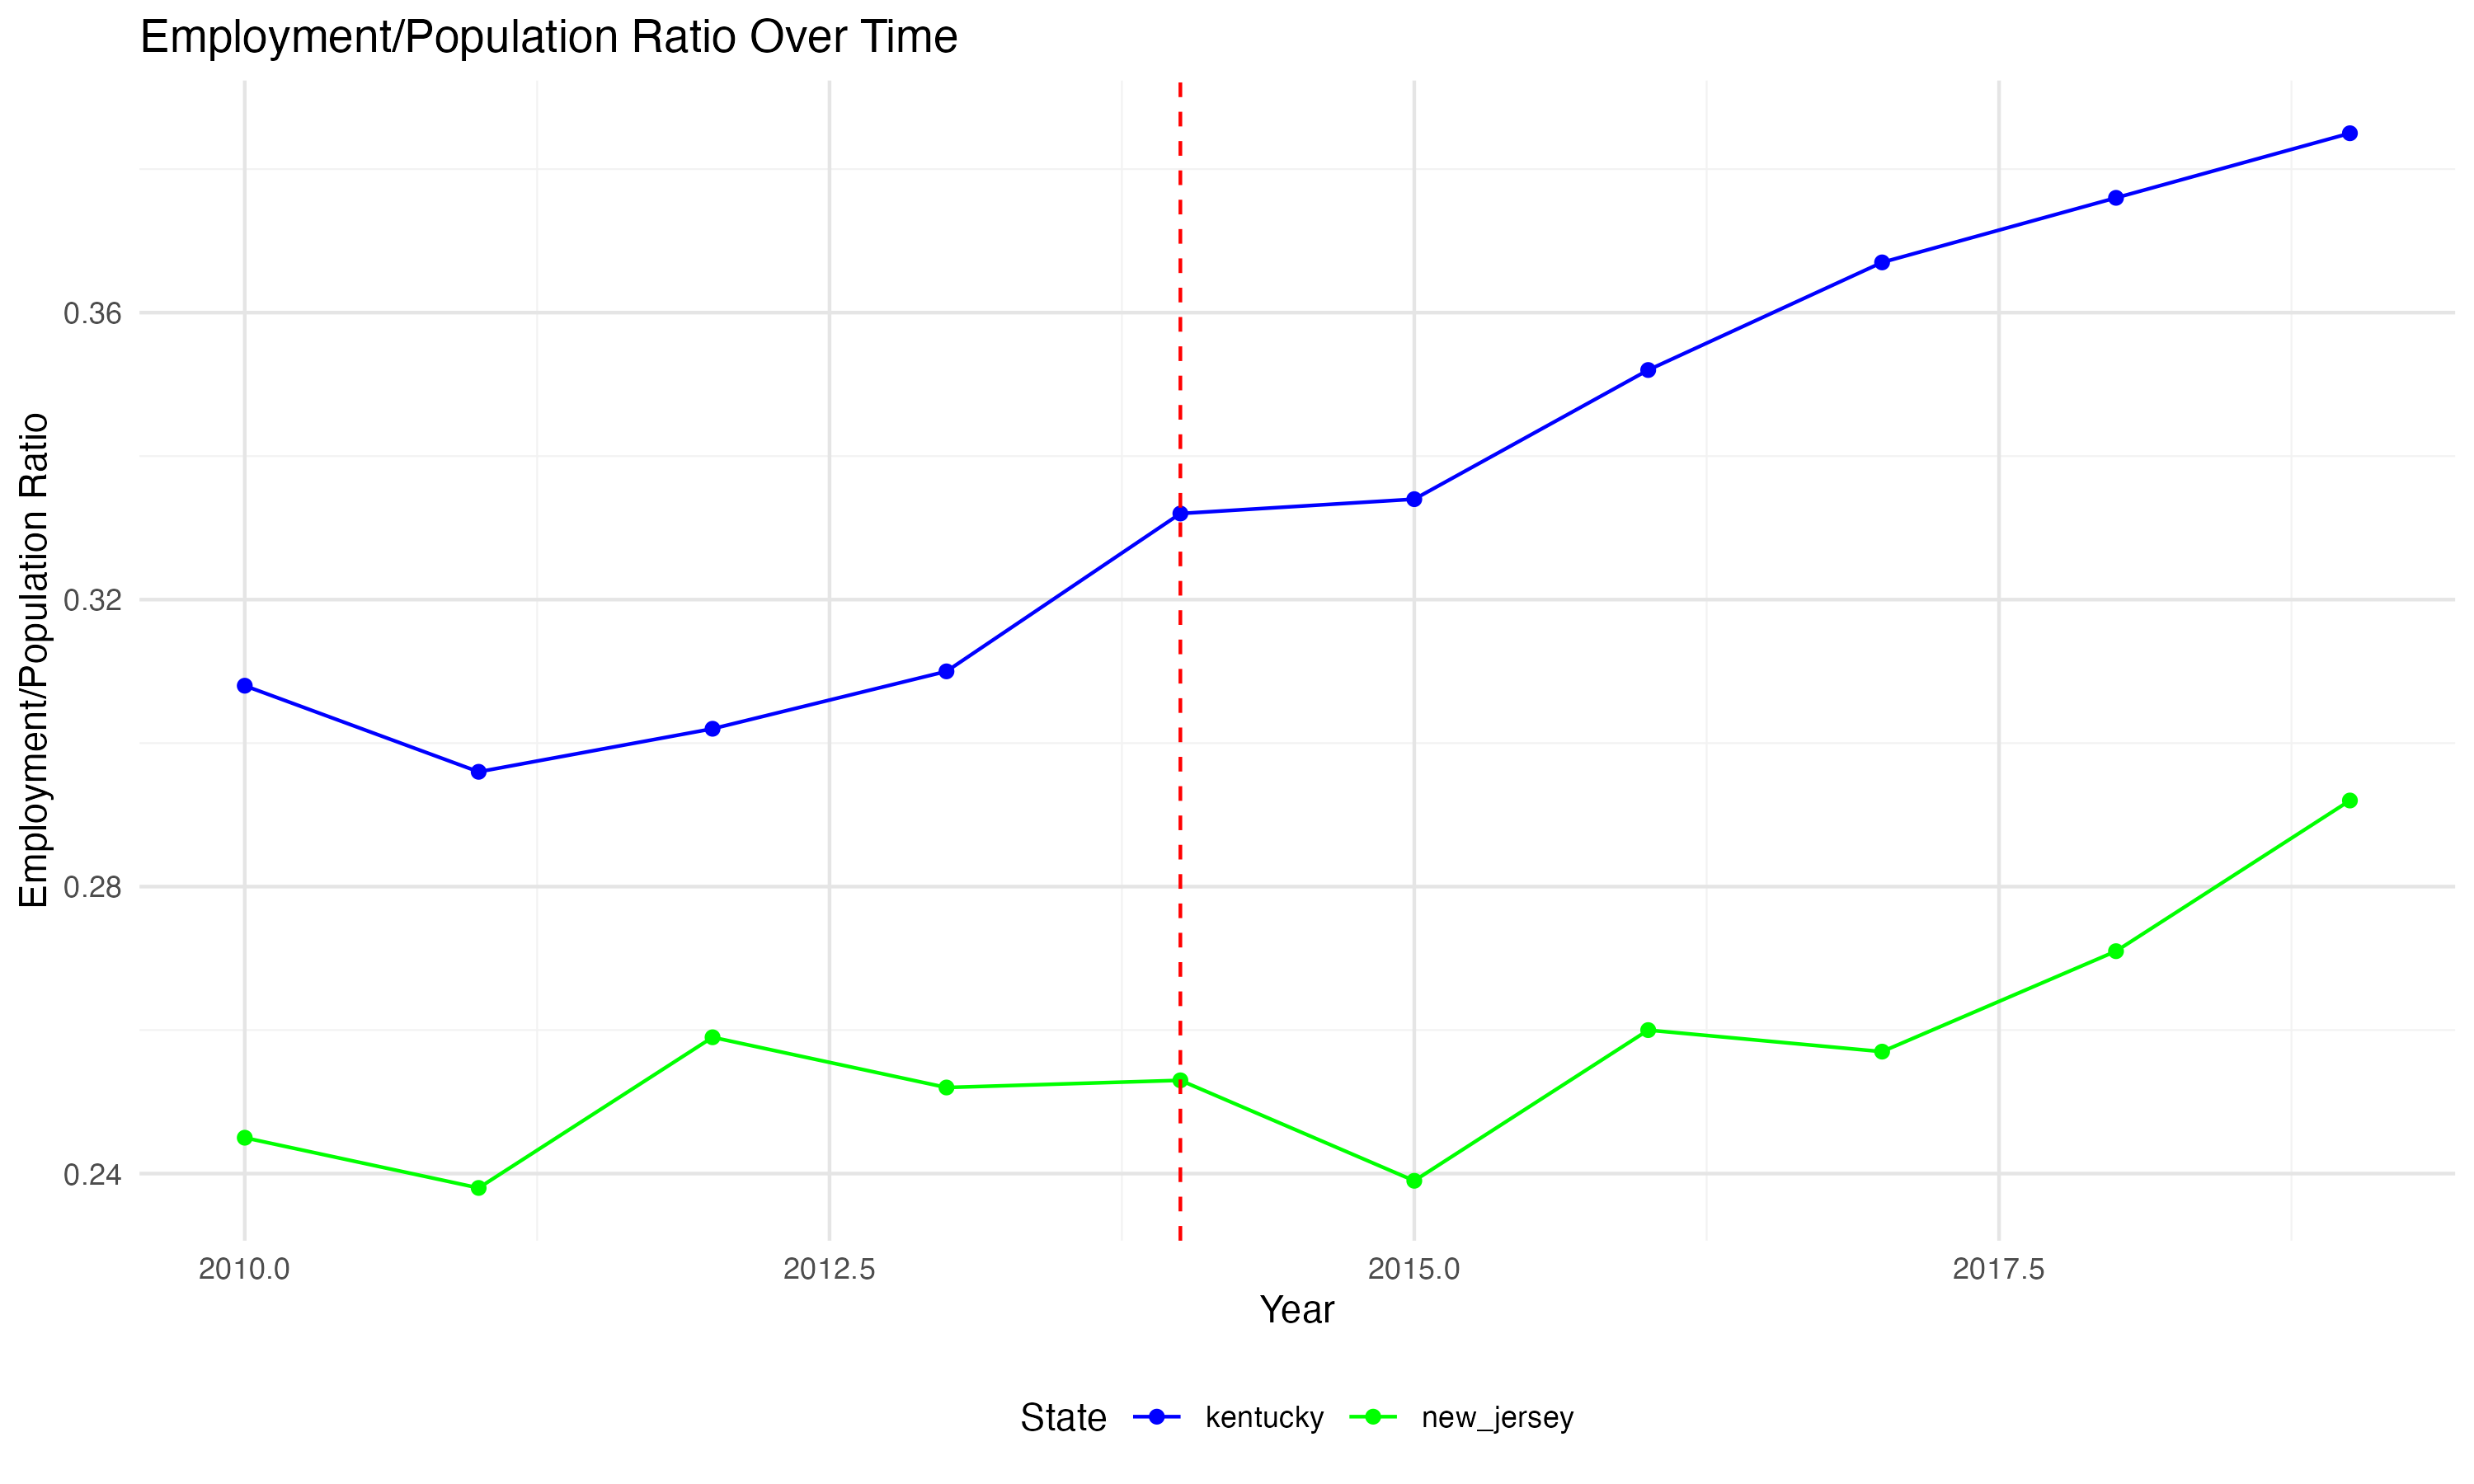 Employment/Population Ratio Over Time
Employment/Population Ratio
0.36
0.32
0.28
0.24
2010.0 2012.5 2015.0 2017.5
Year
State kentucky new_jersey